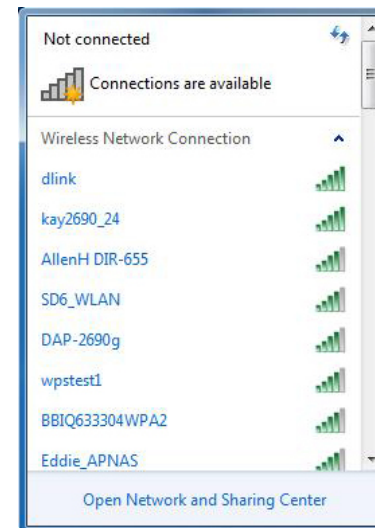 Not connected
Connections are available
Wireless Network Connection
dlink
kay2690_24
AllenH DIR-655
SD6_WLAN
DAP-2690g
wpstest1
BBIQ633304WPA2
Eddie_APNAS
Open Network and Sharing Center